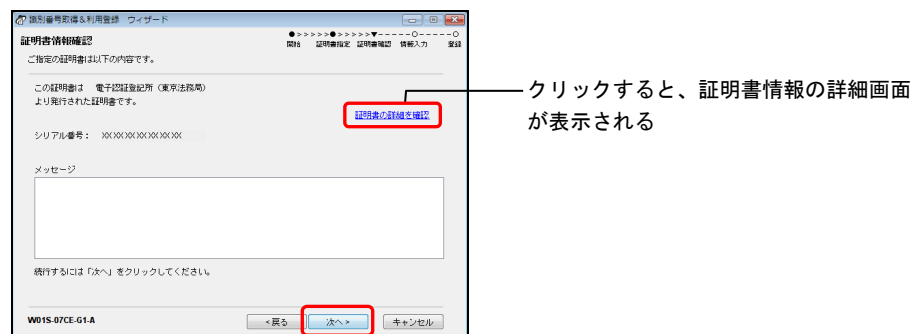 識別番号取得&利用登録 ウィザード
証明書情報確認
●>>>>>●>>>>>▼-----○-----○
開始 証明書指定 証明書確認 情報入力 登録
ご指定の証明書は以下の内容です。
この証明書は 電子認証登記所(東京法務局)
より発行された証明書です。
証明書の詳細を確認
クリックすると、証明書情報の詳細画面
が表示される
シリアル番号: XXXXXXXXXXXXXXXX
メッセージ
続行するには「次へ」をクリックしてください。
W01S-07CE-G1-A
<戻る
次へ>
キャンセル